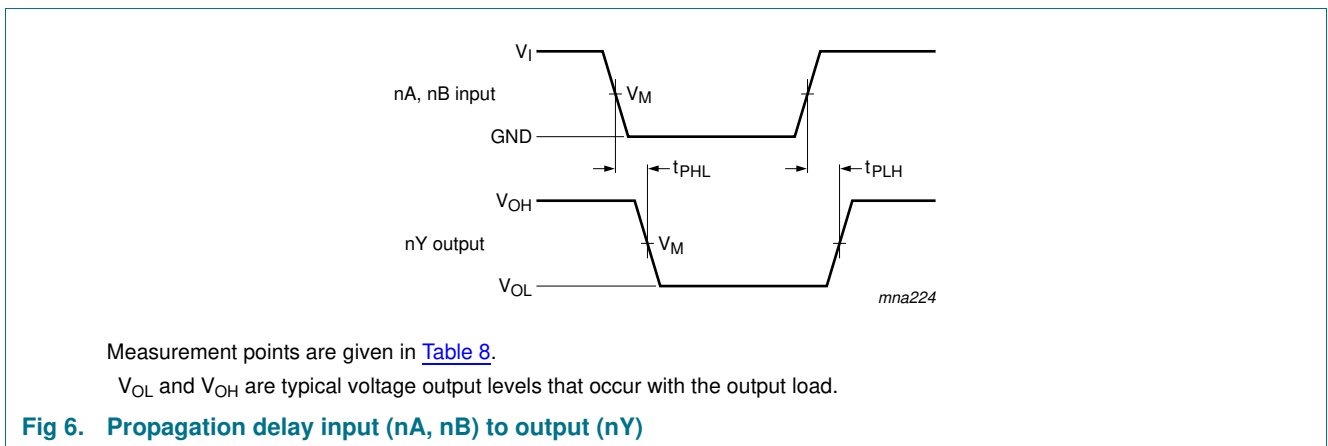 VI
nA, nB input
VM
GND
tPHL
tPLH
VOH
nY output
VM
VOL
mna224
Measurement points are given in Table 8.
VOL and VOH are typical voltage output levels that occur with the output load.
Fig 6. Propagation delay input (nA, nB) to output (nY)